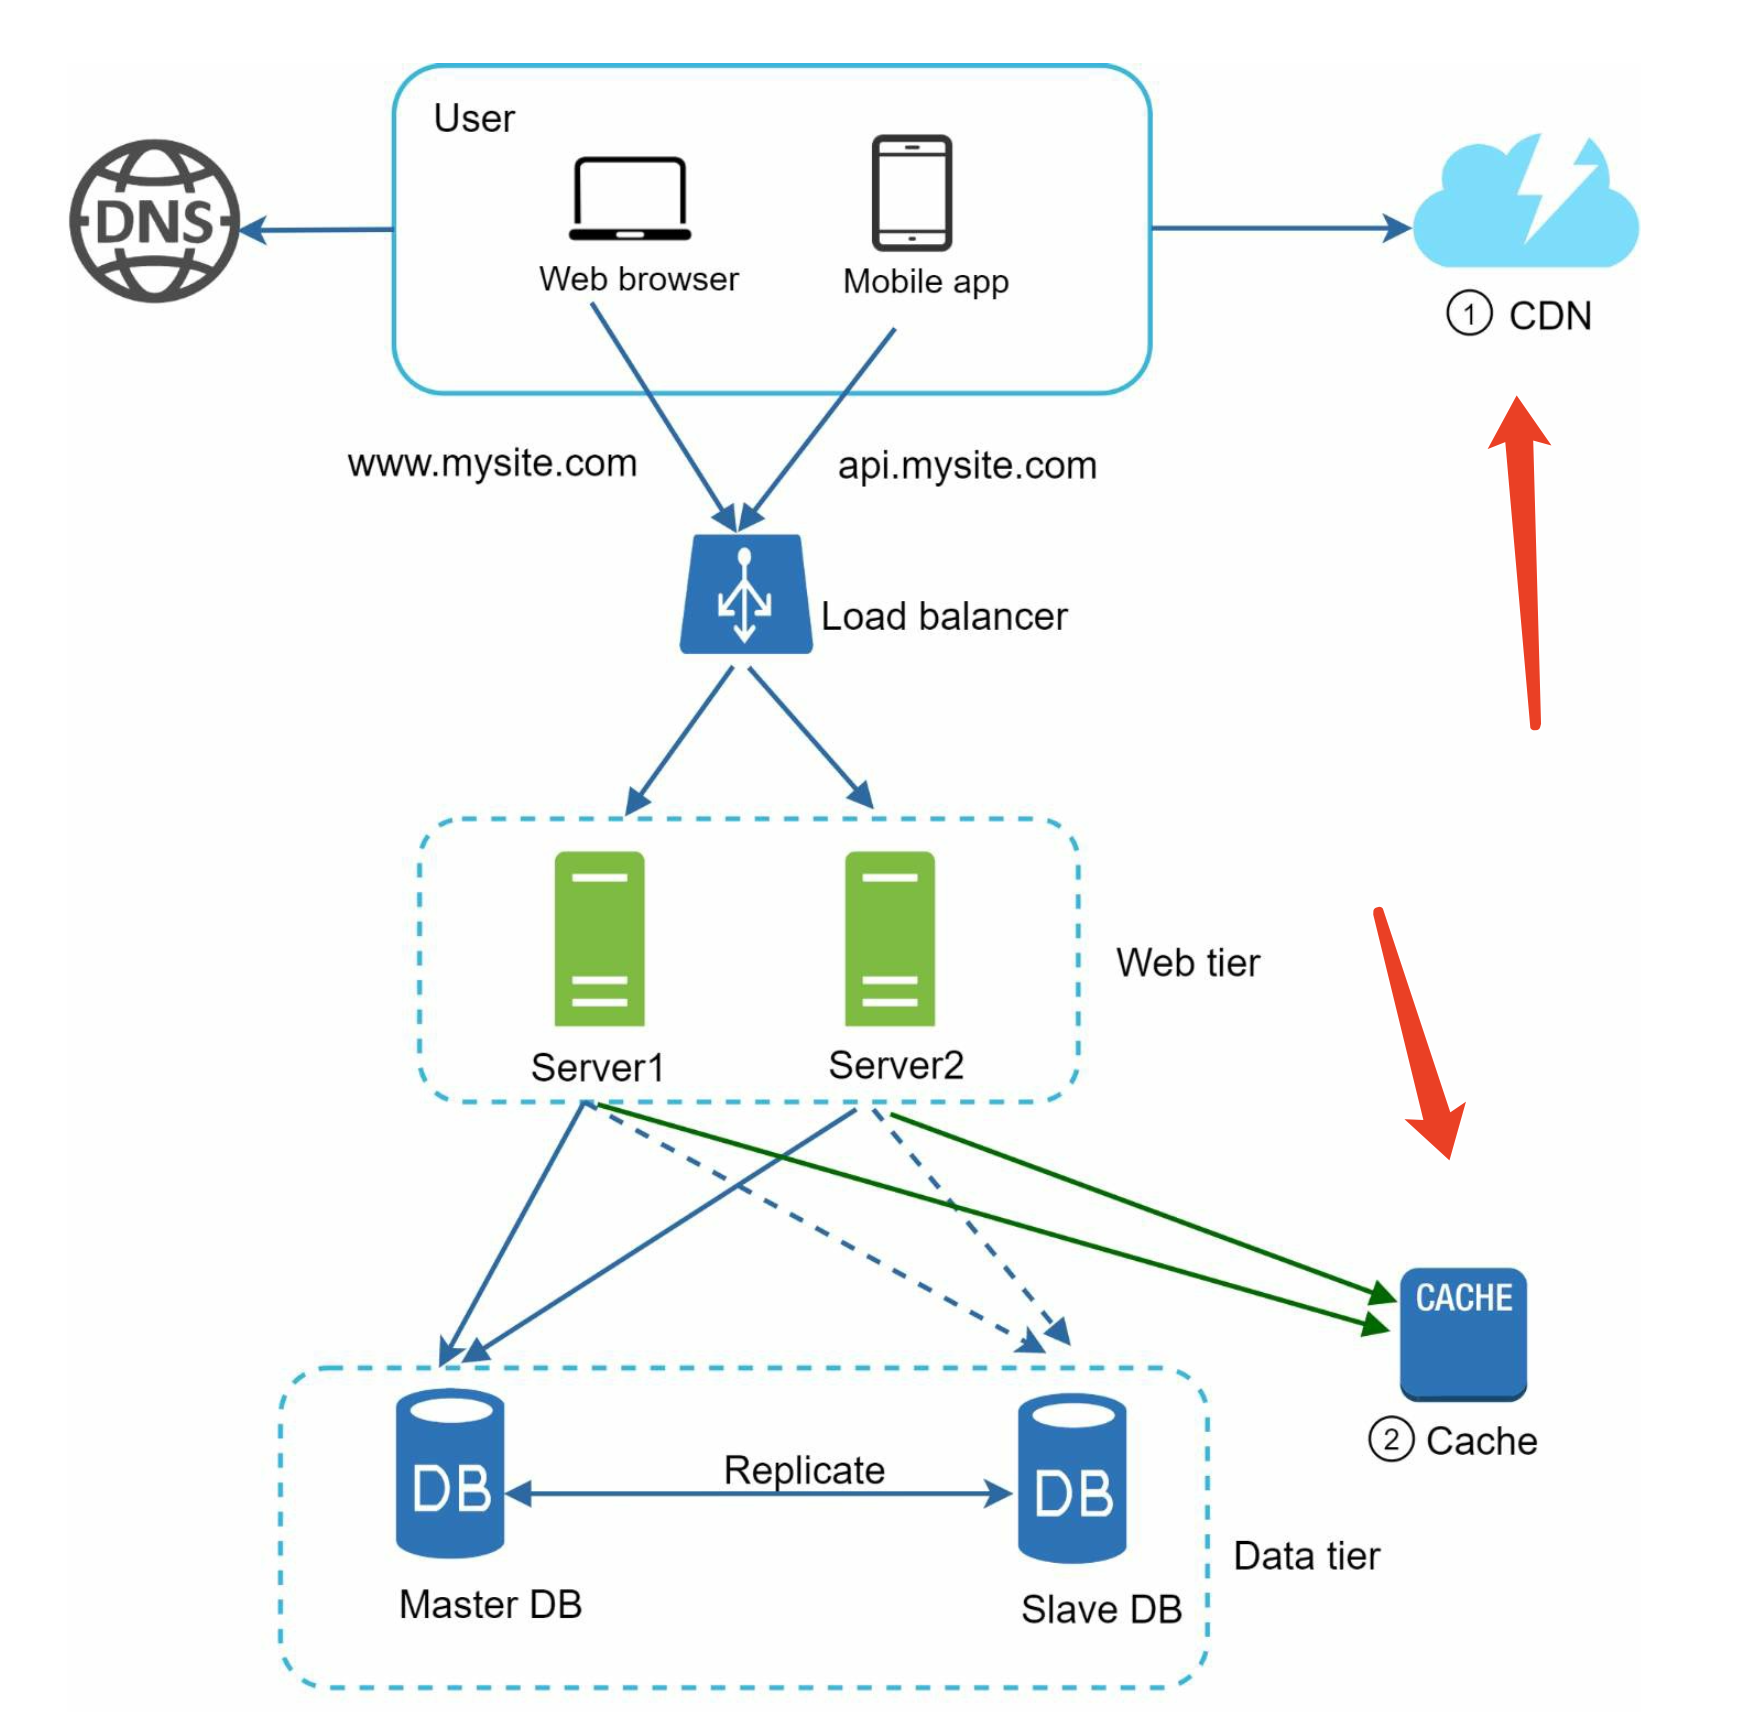 User
DNS
Web browser
Mobile app
1 CDN
www.mysite.com
api.mysite.com
Load balancer
Web tier
Server1
Server2
CACHE
2 Cache
Replicate
DB
DB
Data tier
Master DB
Slave DB